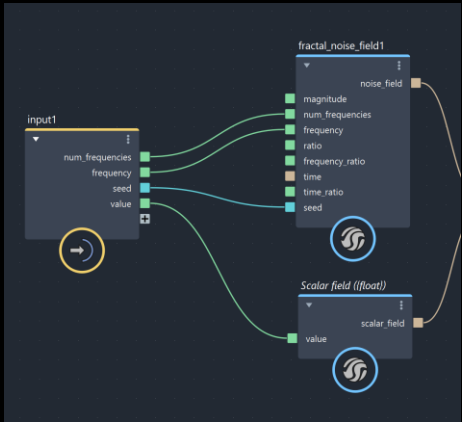 fractal_noise_field1
noise_field
magnitude
num_frequencies
frequency
ratio
frequency_ratio
time
time_ratio
seed
input1
num_frequencies
frequency
seed
value
Scalar field ((float))
scalar_field
value